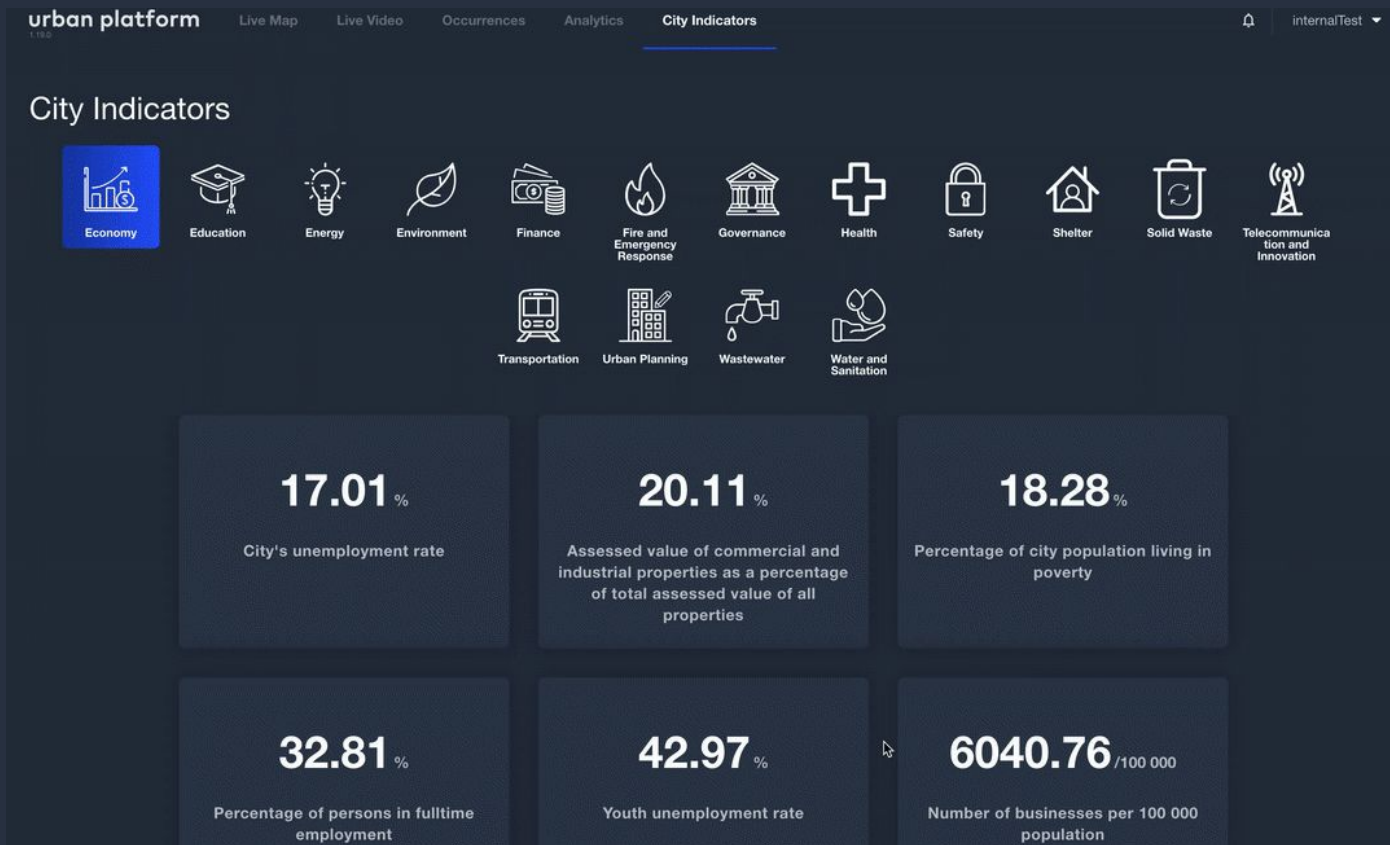 urban platform
1.19.0
Live Map
Live Video
Occurrences
Analytics
City Indicators
internalTest
City Indicators
Economy
Education
Energy
Environment
Finance
Fire and
Emergency
Response
Governance
Health
Safety
Shelter
Solid Waste
Telecommunica
tion and
Innovation
Transportation
Urban Planning
Wastewater
Water and
Sanitation
17.01 %
City's unemployment rate
20.11 %
Assessed value of commercial and
industrial properties as a percentage
of total assessed value of all
properties
18.28 %
Percentage of city population living in
poverty
32.81 %
Percentage of persons in fulltime
employment
42.97 %
Youth unemployment rate
6040.76 /100 000
Number of businesses per 100 000
population